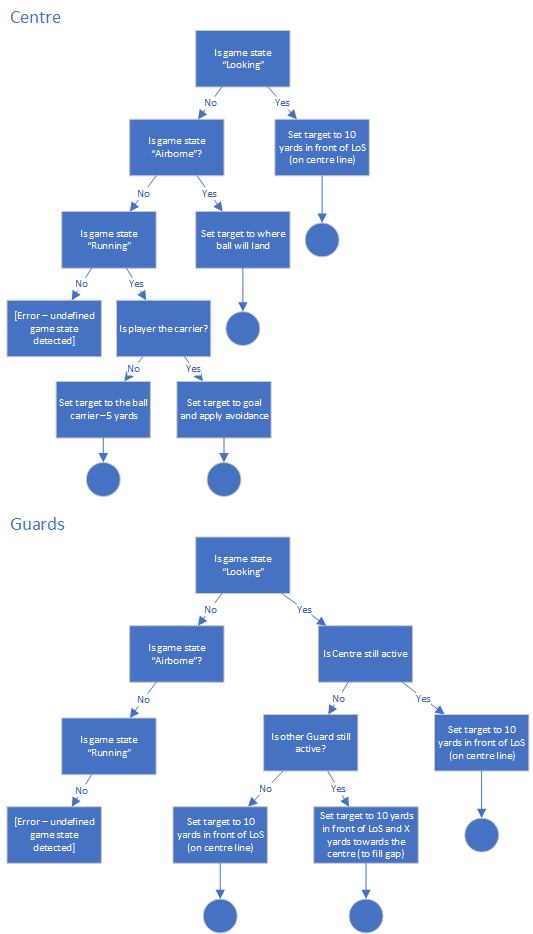 Centre
Is game state
“Looking”
No
Yes
Is game state
“Airborne”?
Set target to 10
yards in front of LoS
(on centre line)
No
Yes
Is game state
“Running”
Set target to where
ball will land
No
Yes
[Error – undefined
game state
detected]
Is player the carrier?
No
Yes
Set target to the ball
carrier – 5 yards
Set target to goal
and apply avoidance
Guards
Is game state
“Looking”
No
Yes
Is game state
“Airborne”?
Is Centre still active
No
No
Yes
Is game state
“Running”
Is other Guard still
active?
Set target to 10
yards in front of LoS
(on centre line)
No
No
Yes
[Error – undefined
game state
detected]
Set target to 10
yards in front of LoS
(on centre line)
Set target to 10 yards
in front of LoS and X
yards towards the
centre (to fill gap)